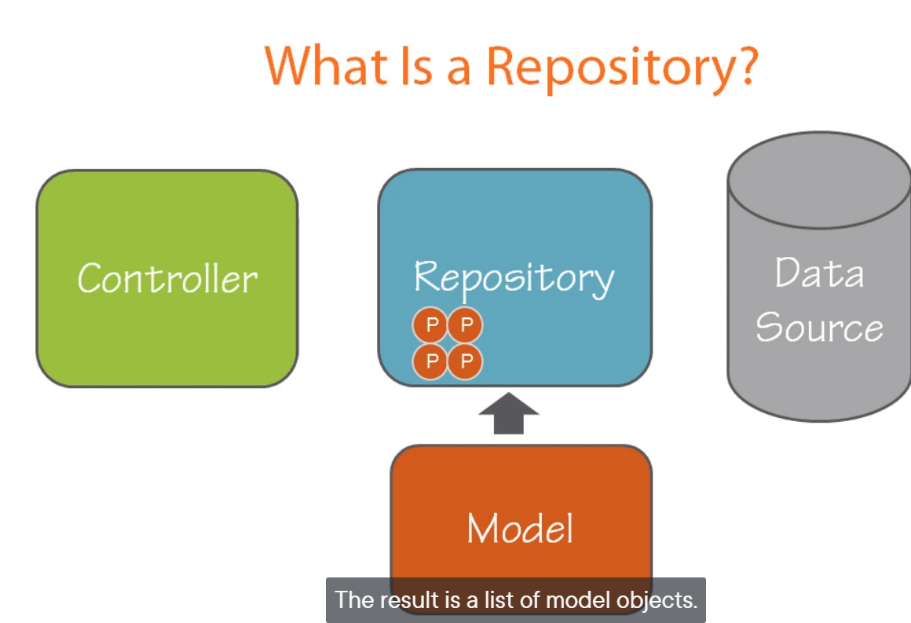 What Is a Repository?
Controller
Repository
P P
P P
Data
Source
Model
The result is a list of model objects.